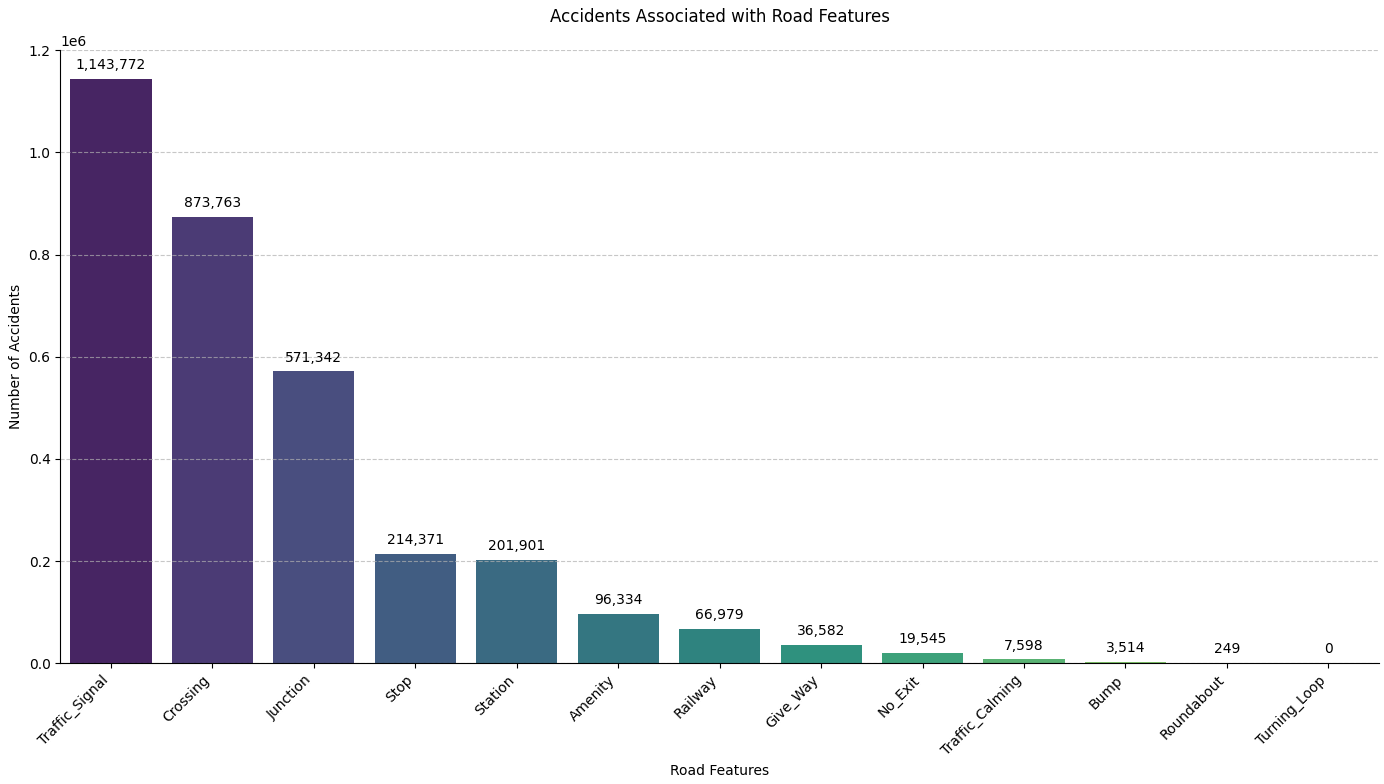 Accidents Associated with Road Features
1e6
1.2
1.0
0.8
0.6
0.4
0.2
0.0
Number of Accidents
1,143,772
873,763
571,342
214,371
201,901
96,334
66,979
36,582
19,545
7,598
3,514
249
0
Traffic_Signal
Crossing
Junction
Stop
Station
Amenity
Railway
Give_Way
No_Exit
Traffic_Calming
Bump
Roundabout
Turning_Loop
Road Features